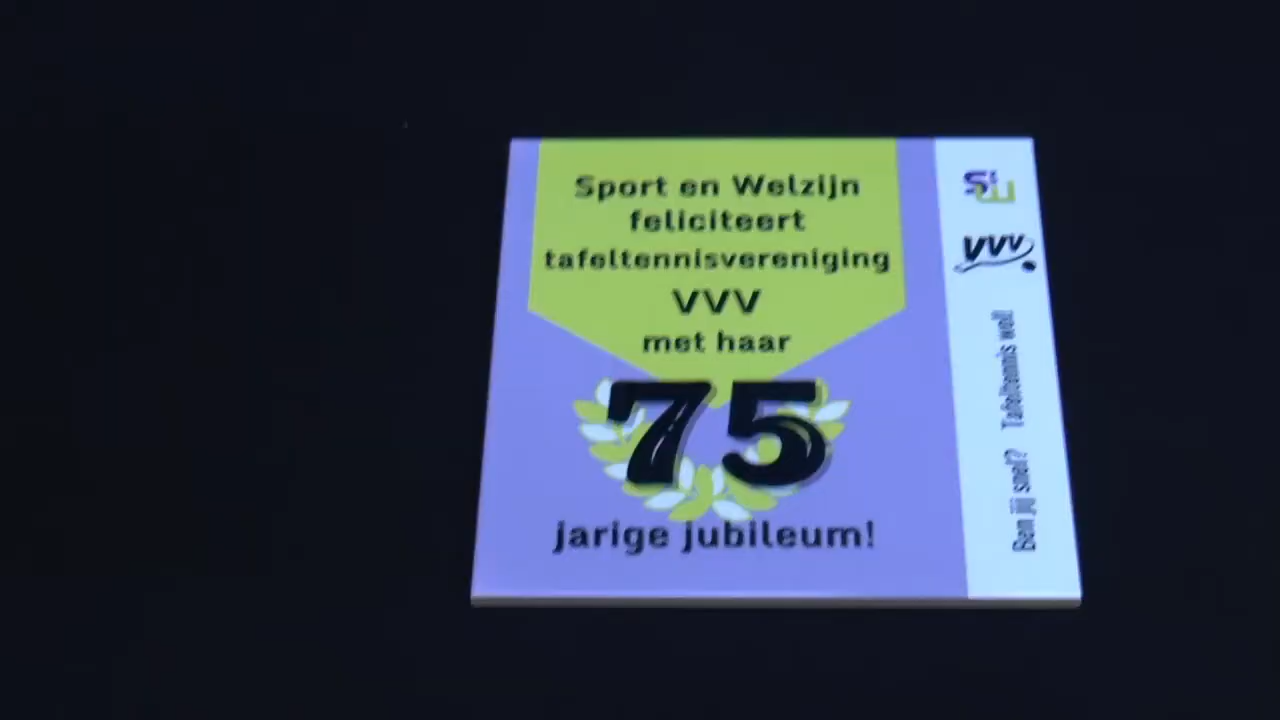 Sport en Welzijn
feliciteert
tafeltennisvereniging
VVV
met haar
75
jarige jubileum!
VVV
Ben jij snel? Tafeltennis wel!